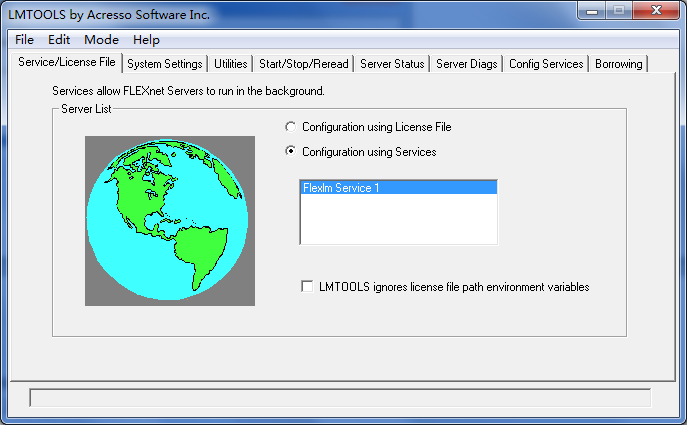 LMTOOLS by Acresso Software Inc.
File Edit Mode Help
Service/License File System Settings Utilities Start/Stop/Reread Server Status Server Diags Config Services Borrowing
Services allow FLEXnet Servers to run in the background.
Server List
Configuration using License File
Configuration using Services
Flexlm Service 1
LMTOOLS ignores license file path environment variables